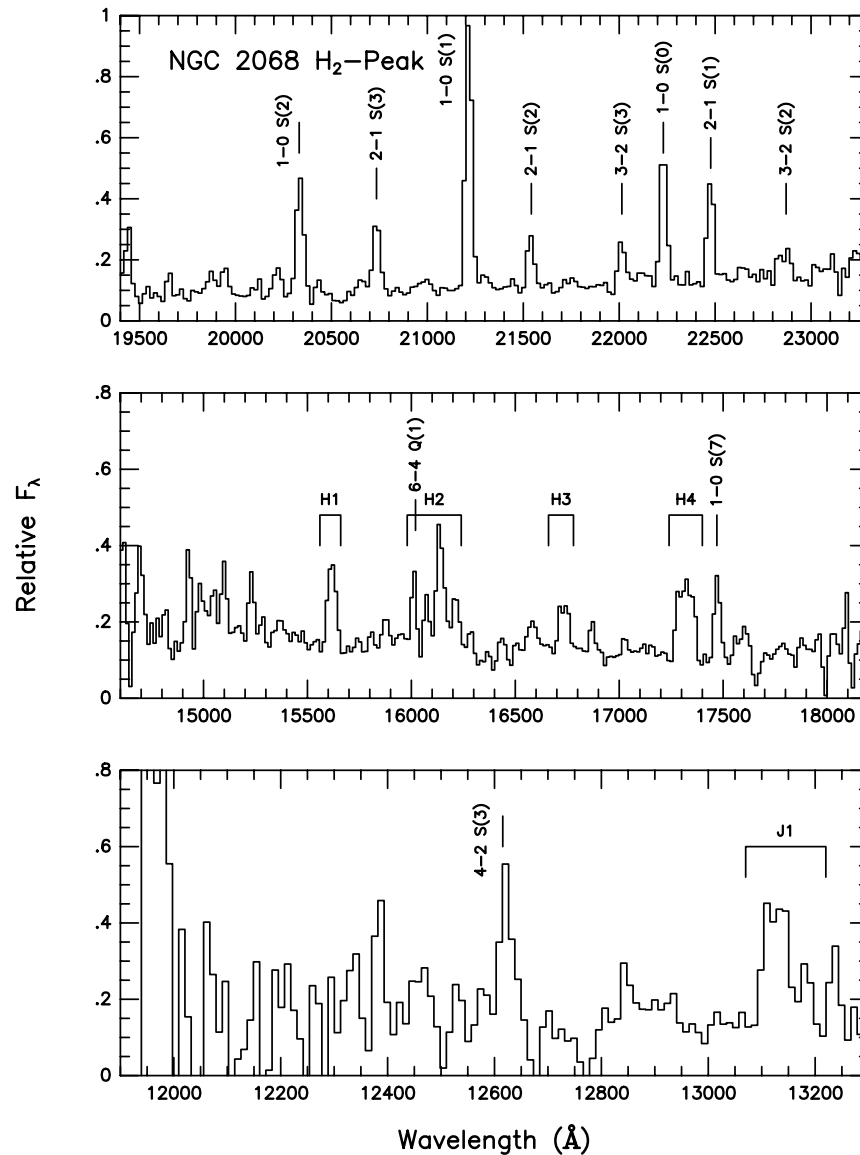 NGC 2068 H₂-Peak
1-0 S(2)
2-1 S(3)
1-0 S(1)
2-1 S(2)
3-2 S(3)
1-0 S(0)
2-1 S(1)
3-2 S(2)
1
.8
.6
.4
.2
0
19500 20000 20500 21000 21500 22000 22500 23000
.8
.6
.4
.2
0
H1
6-4 Q(1)
H2
H3
H4
1-0 S(7)
15000 15500 16000 16500 17000 17500 18000
Relative F_λ
.8
.6
.4
.2
0
4-2 S(3)
J1
12000 12200 12400 12600 12800 13000 13200
Wavelength (Å)